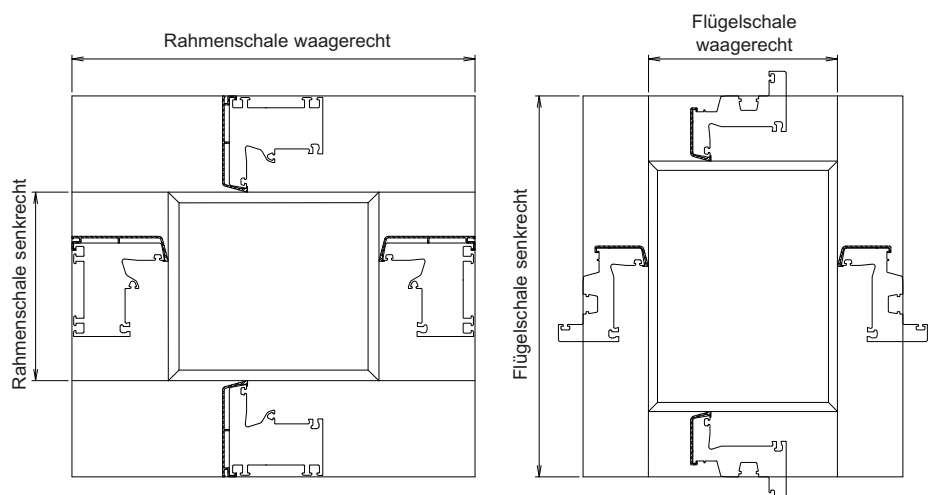 Rahmenschale waagerecht
Rahmenschale senkrecht
Flügelschale
waagerecht
Flügelschale senkrecht